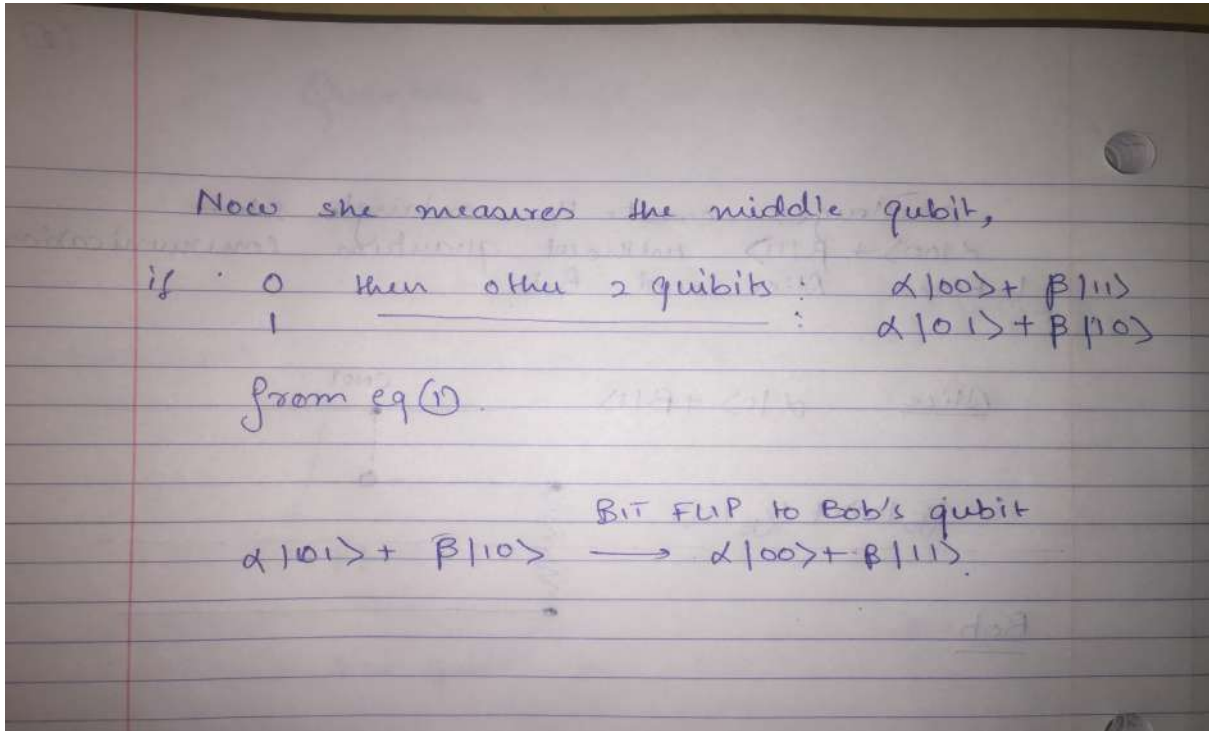 Now she measures the middle qubit,
if 0 then other 2 quibits : α|00> + β|11>
1 ———— : α|01> + β|10>
from eq ①.
BIT FLIP to Bob's qubit
α|01> + β|10> → α|00> + β|11>.